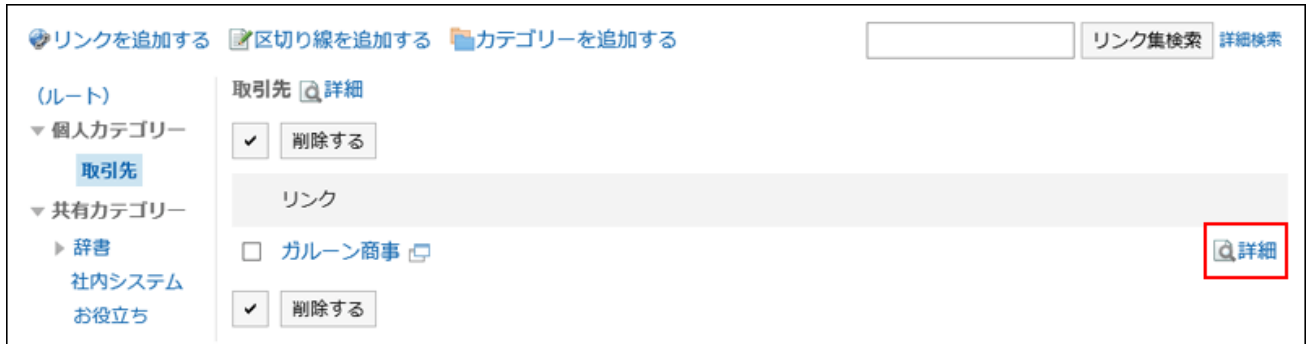 リンクを追加する 区切り線を追加する カテゴリーを追加する リンク集検索 詳細検索
(ルート)
▼ 個人カテゴリー
取引先
▼ 共有カテゴリー
▶ 辞書
社内システム
お役立ち
取引先 詳細
削除する
リンク
ガルーン商事 詳細
削除する